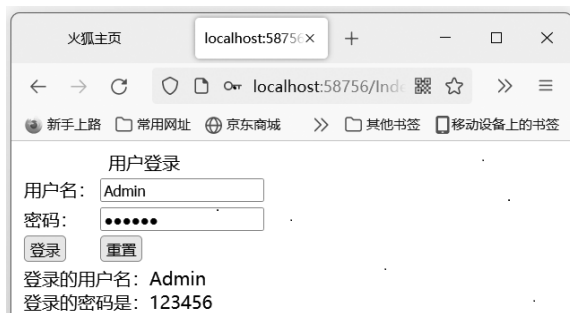 火狐主页 localhost:5875 × +
localhost:58756/Ind
新手上路 常用网址 京东商城 其他书签 移动设备上的书签
用户登录
用户名： Admin
密码： ●●●●●●
登录 重置
登录的用户名：Admin
登录的密码是：123456